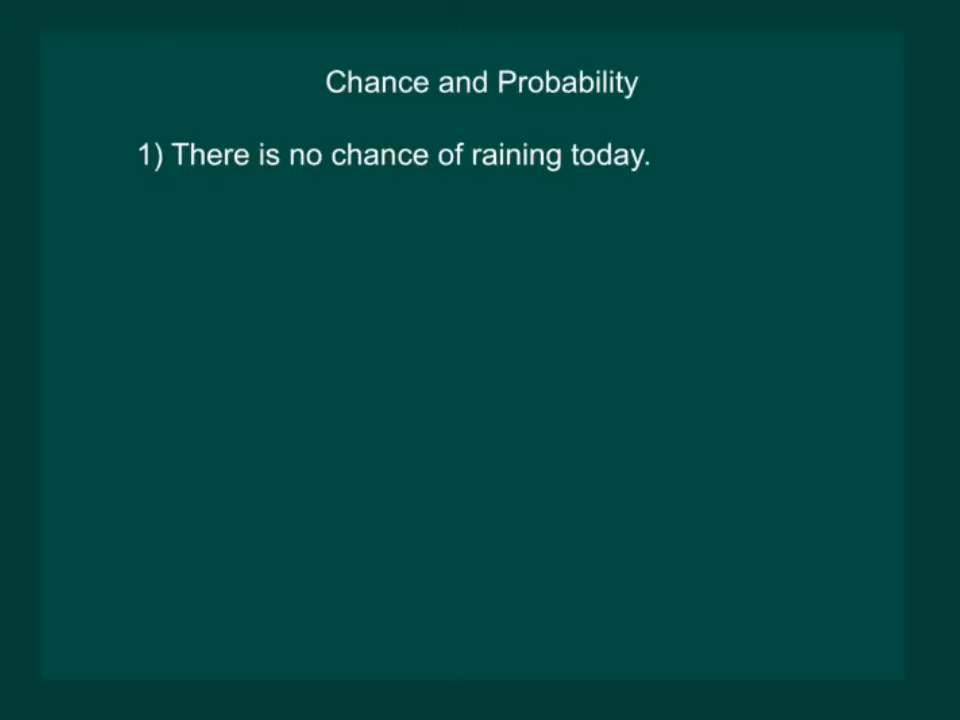 Chance and Probability
1) There is no chance of raining today.